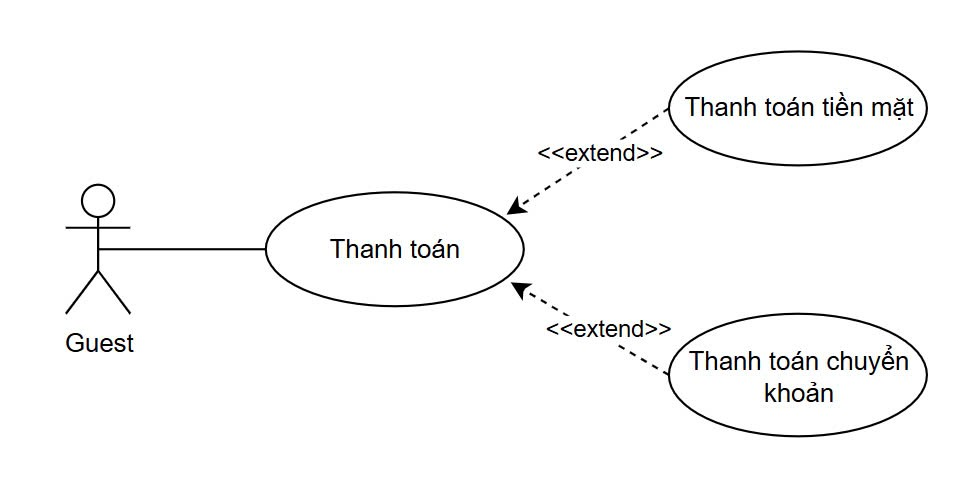 Thanh toán tiền mặt
<<extend>>
Thanh toán
Guest
<<extend>>
Thanh toán chuyển
khoản